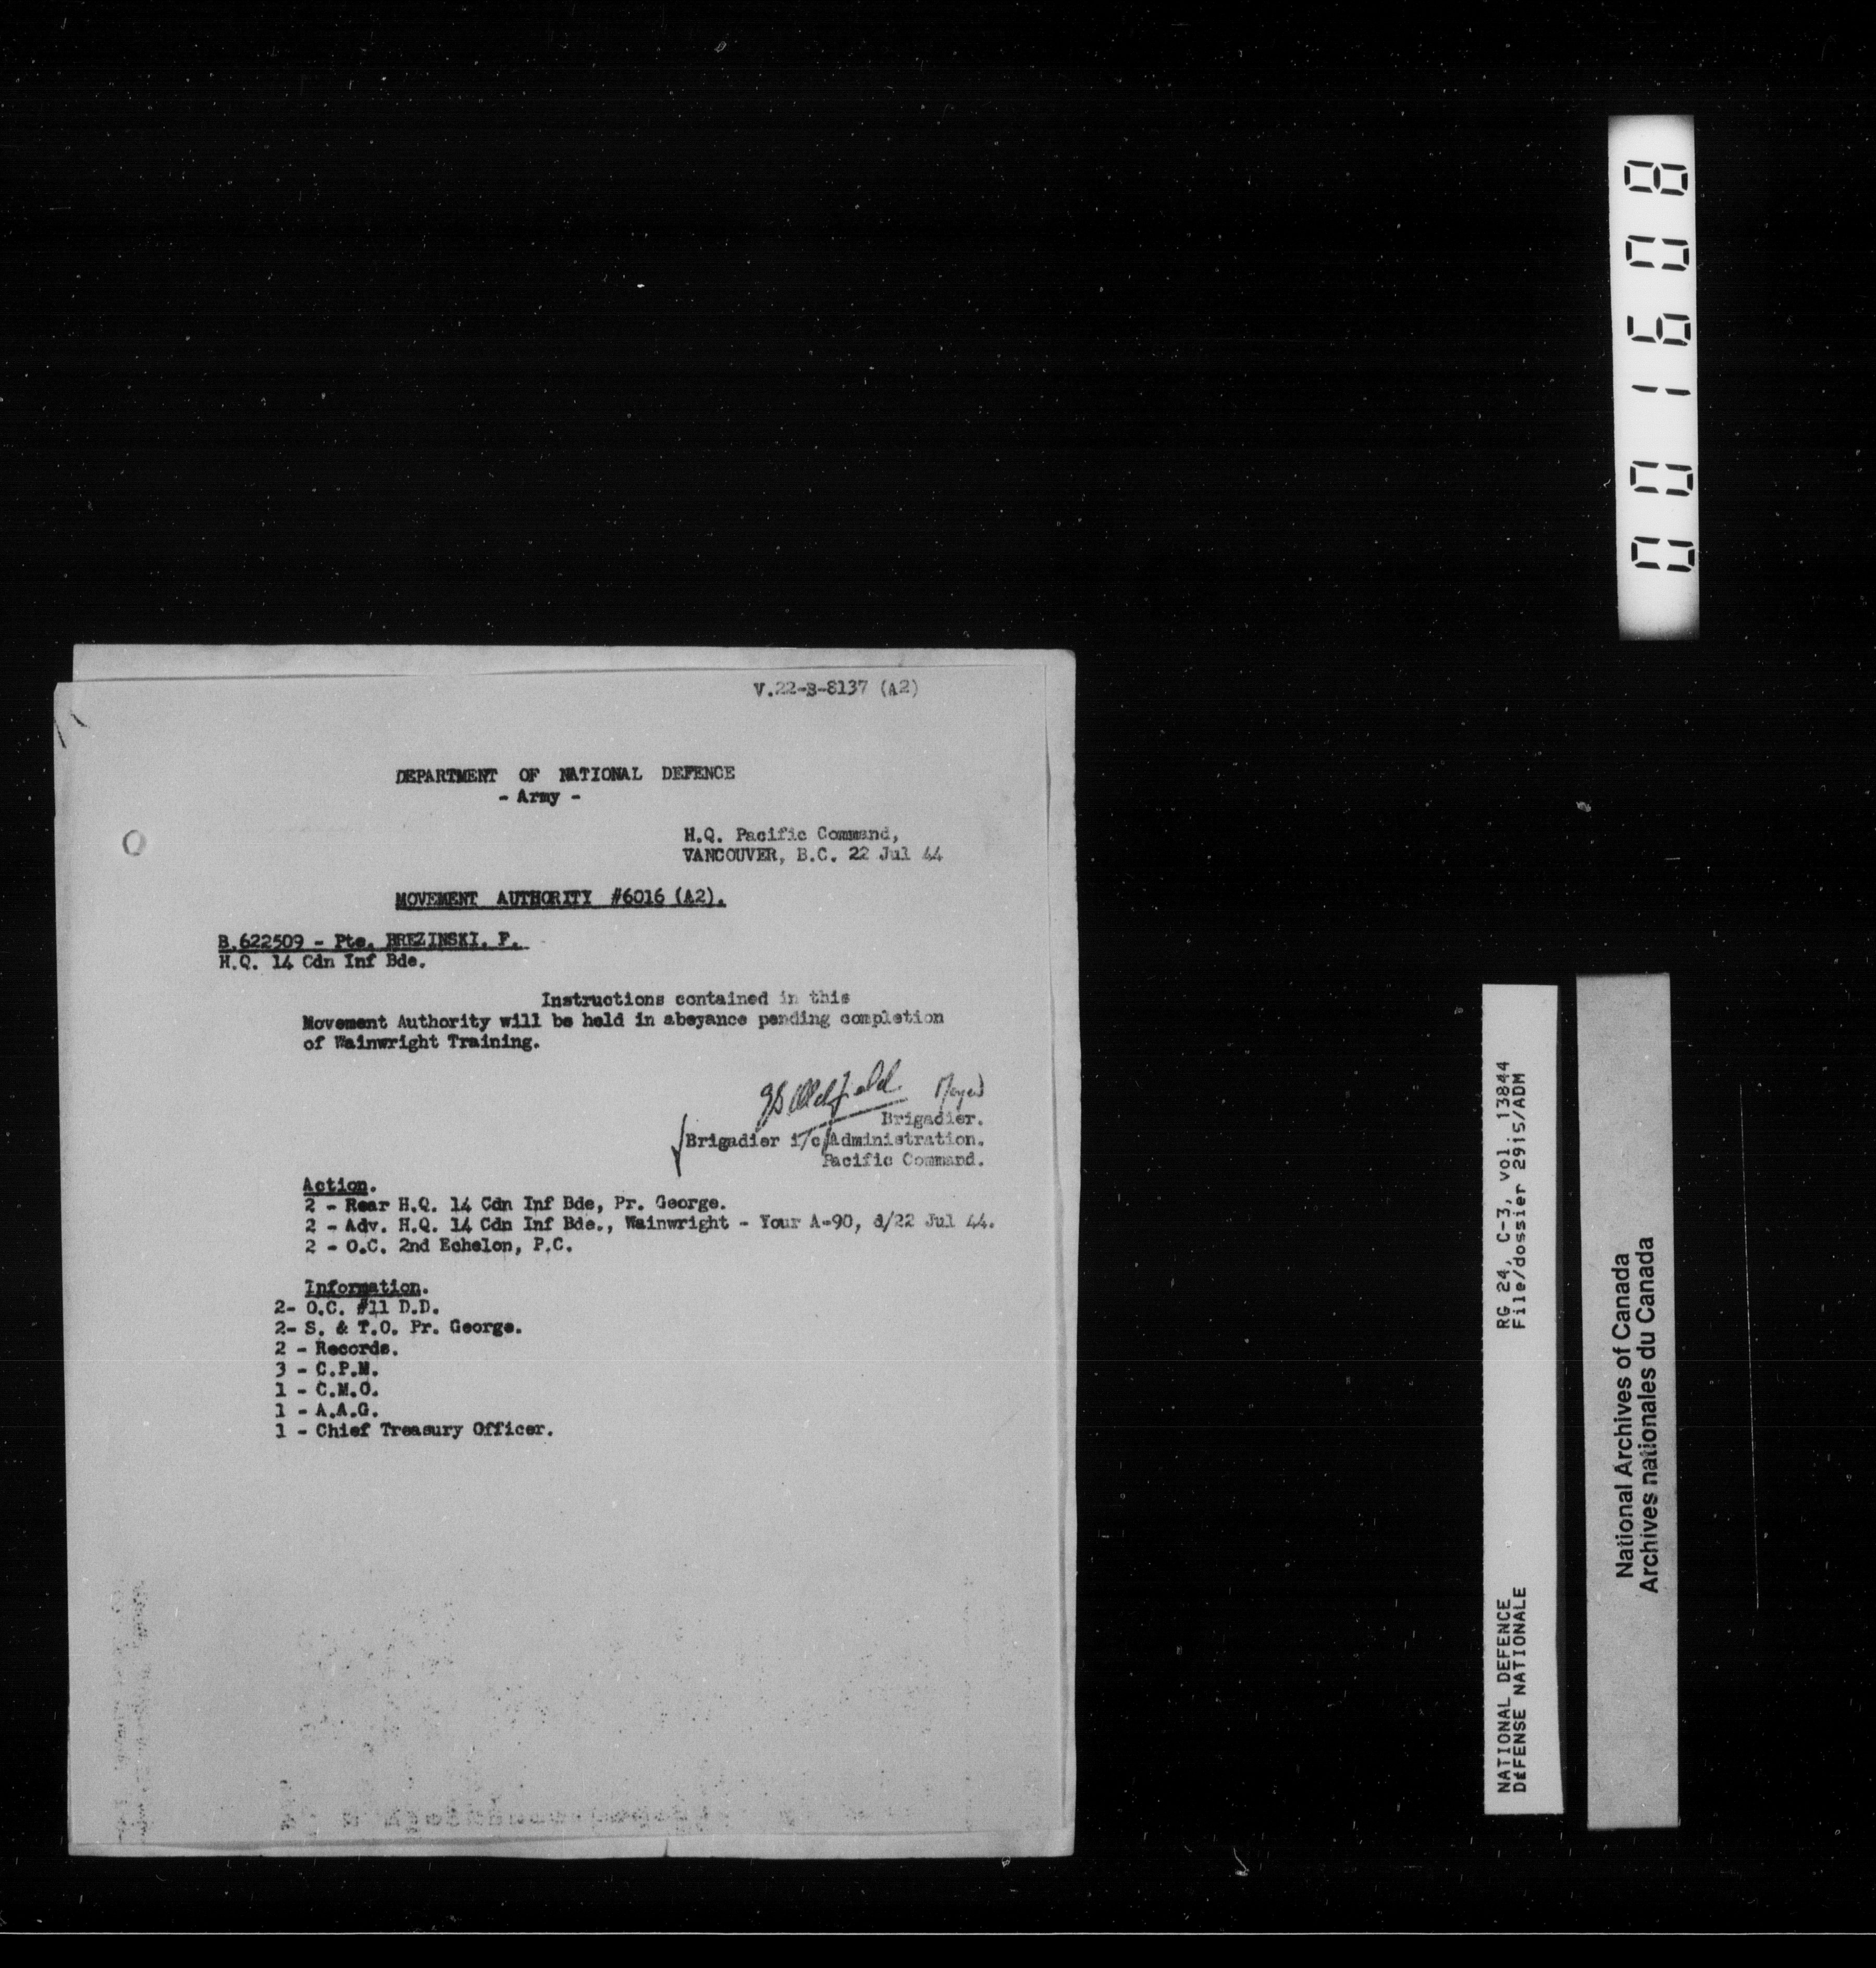 V.22-B-8137 (A2)
DEPARTMENT OF NATIONAL DEFENCE
- Army -
H.Q. Pacific Command,
VANCOUVER, B.C. 22 Jul 44
MOVEMENT AUTHORITY #6016 (A2).
B.622509 - Pte. BREZINSKI. F.
H.Q. 14 Cdn Inf Bde.
Instructions contained in this
Movement Authority will be held in abeyance pending completion
of Wainwright Training.
Oldfield Major
Brigadier.
Brigadier i/c Administration.
Pacific Command.
Action.
2 - Rear H.Q. 14 Cdn Inf Bde, Pr. George.
2 - Adv. H.Q. 14 Cdn Inf Bde., Wainwright - Your A-90, d/22 Jul 44.
2 - O.C. 2nd Echelon, P.C.
Information.
2- O.C. #11 D.D.
2- S. & T.O. Pr. George.
2 - Records.
3 - C.P.M.
1 - C.M.O.
1 - A.A.G.
1 - Chief Treasury Officer.
001608
NATIONAL DEFENCE RG 24, C-3, vol. 13844
DÉFENSE NATIONALE File/dossier 2915/ADM
National Archives of Canada
Archives nationales du Canada